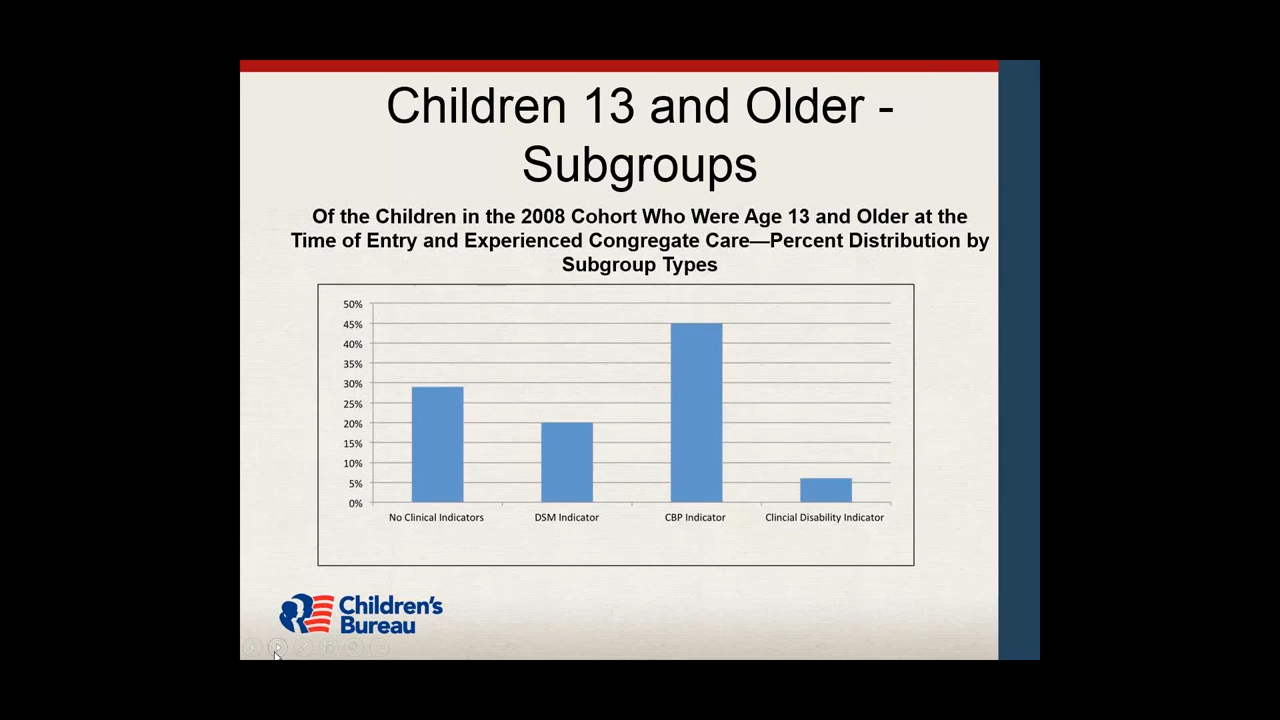 Children 13 and Older -
Subgroups
Of the Children in the 2008 Cohort Who Were Age 13 and Older at the
Time of Entry and Experienced Congregate Care—Percent Distribution by
Subgroup Types
50%
45%
40%
35%
30%
25%
20%
15%
10%
5%
0%
No Clinical Indicators
DSM Indicator
CBP Indicator
Clincial Disability Indicator
Children's
Bureau